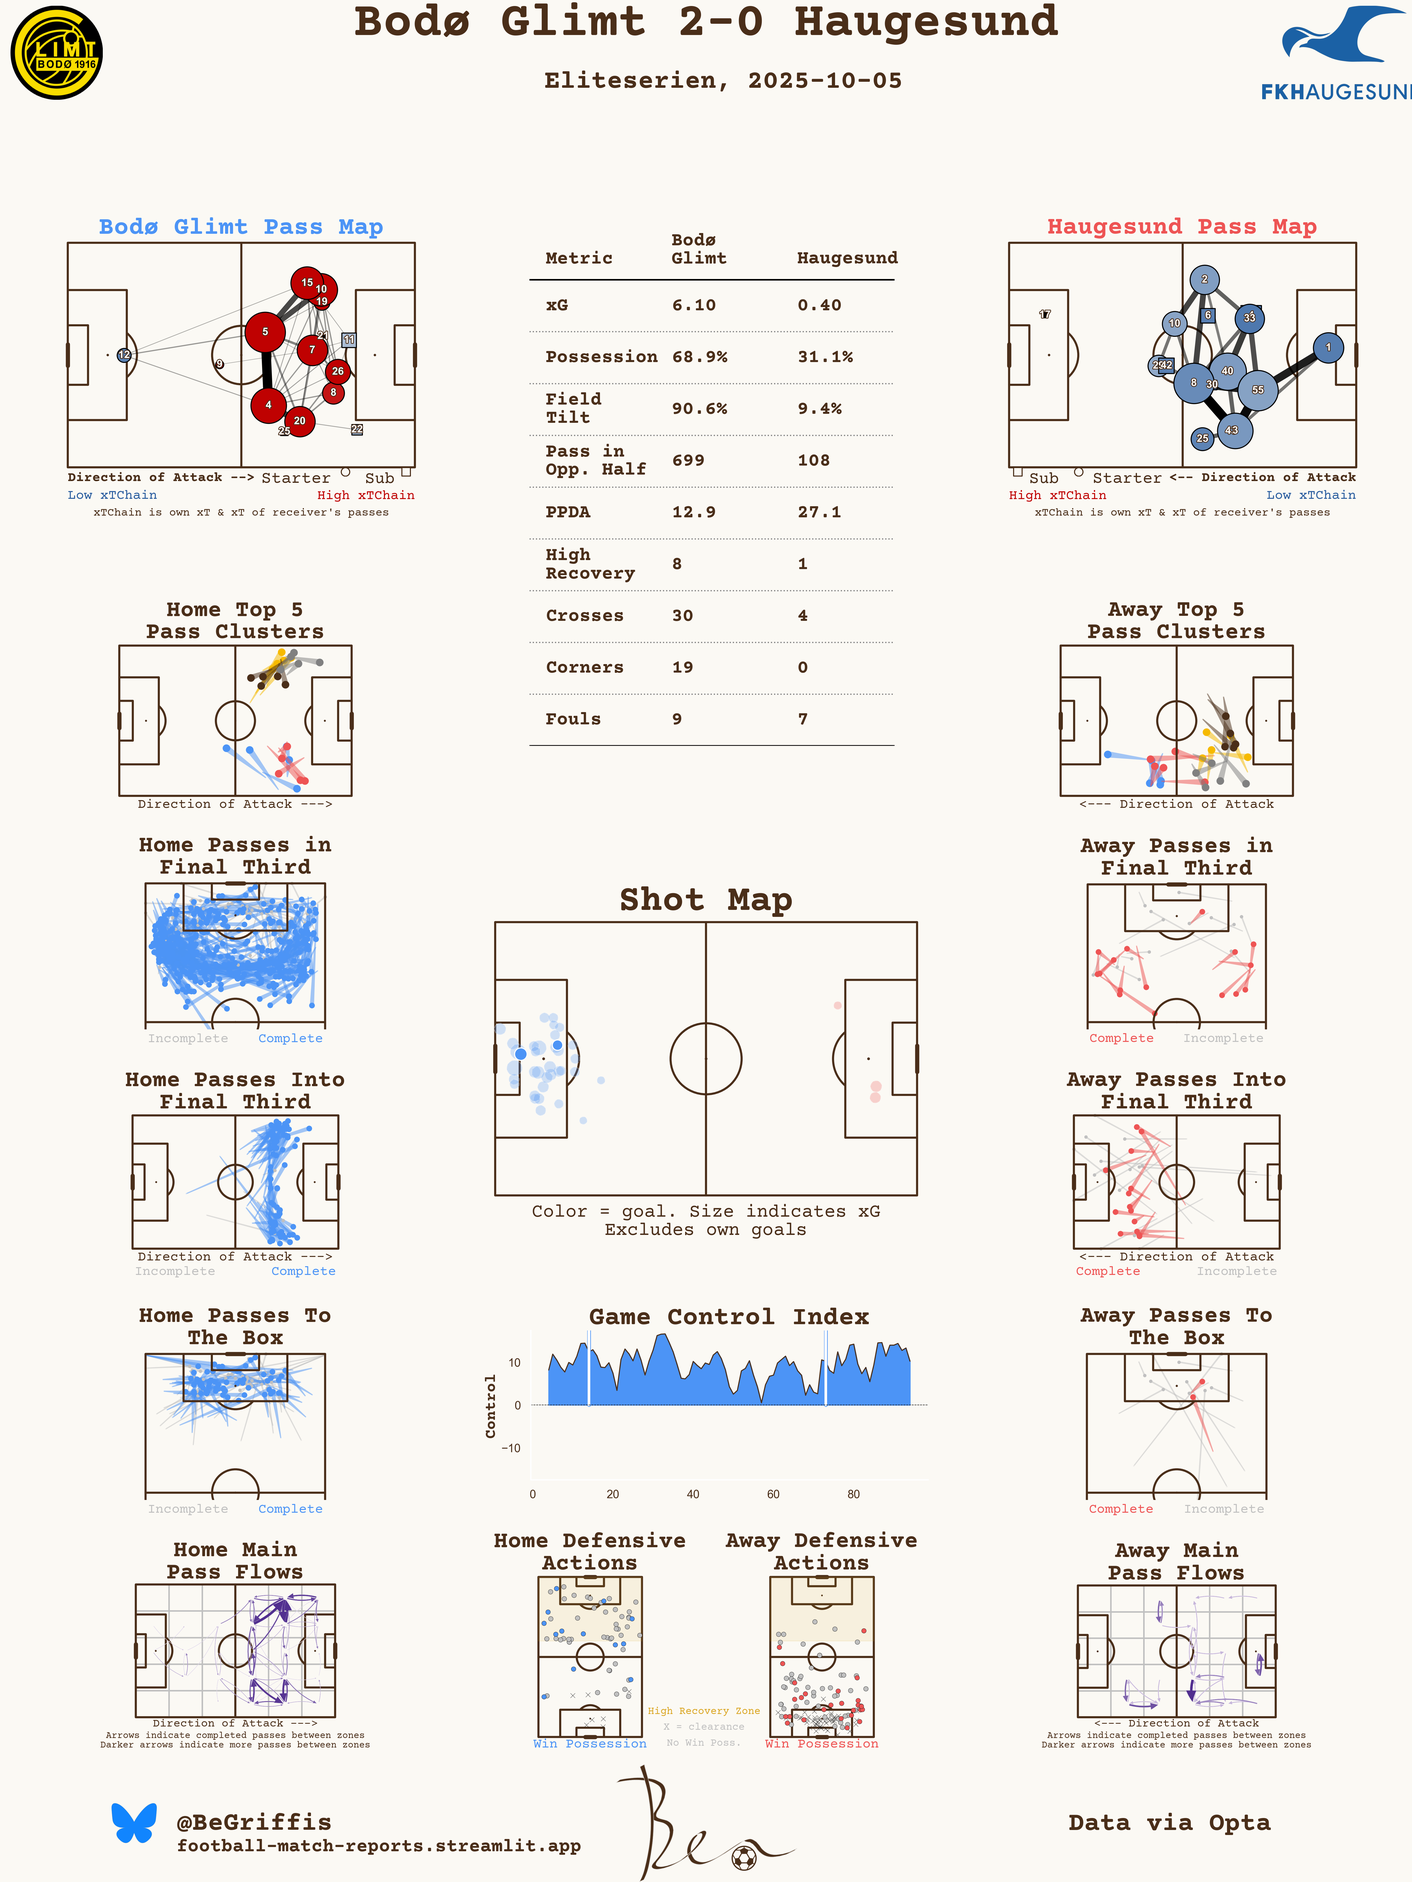 Bodø Glimt 2-0 Haugesund
Eliteserien, 2025-10-05
LIMT
BODØ 1916
FKHAUGESUN
Bodø Glimt Pass Map
15
10
19
5
21
11
12
7
9
26
8
4
20
25
22
Direction of Attack --> Starter Sub
Low xTChain High xTChain
xTChain is own xT & xT of receiver's passes
Metric Bodø Glimt Haugesund
xG 6.10 0.40
Possession 68.9% 31.1%
Field Tilt 90.6% 9.4%
Pass in Opp. Half 699 108
PPDA 12.9 27.1
High Recovery 8 1
Crosses 30 4
Corners 19 0
Fouls 9 7
Haugesund Pass Map
2
17
10
6
33
1
42
40
8
30
55
25
Sub Starter <-- Direction of Attack
High xTChain Low xTChain
xTChain is own xT & xT of receiver's passes
Home Top 5
Pass Clusters
Direction of Attack --->
Away Top 5
Pass Clusters
<--- Direction of Attack
Home Passes in
Final Third
Incomplete Complete
Away Passes in
Final Third
Complete Incomplete
Shot Map
Color = goal. Size indicates xG
Excludes own goals
Home Passes Into
Final Third
Direction of Attack --->
Incomplete Complete
Away Passes Into
Final Third
<--- Direction of Attack
Complete Incomplete
Home Passes To
The Box
Incomplete Complete
Game Control Index
Control
10
0
−10
0 20 40 60 80
Away Passes To
The Box
Complete Incomplete
Home Main
Pass Flows
Direction of Attack --->
Arrows indicate completed passes between zones
Darker arrows indicate more passes between zones
Home Defensive
Actions
Win Possession
Away Defensive
Actions
Win Possession
High Recovery Zone
X = clearance
No Win Poss.
Away Main
Pass Flows
<--- Direction of Attack
Arrows indicate completed passes between zones
Darker arrows indicate more passes between zones
@BeGriffis
football-match-reports.streamlit.app
Ben
Data via Opta